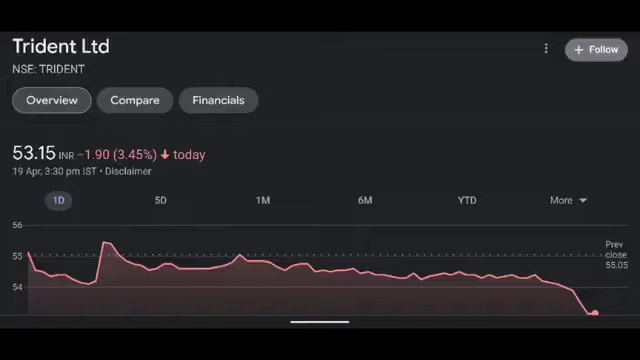 Trident Ltd
+ Follow
NSE: TRIDENT
Overview Compare Financials
53.15 INR −1.90 (3.45%) ↓ today
19 Apr, 3:30 pm IST • Disclaimer
1D 5D 1M 6M YTD More
56
55
54
Prev
close
55.05